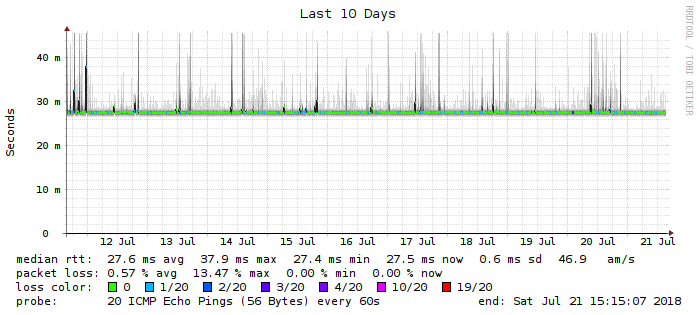 Last 10 Days
RRDTOOL / TOBI OETIKER
Seconds
40 m
30 m
20 m
10 m
0
12 Jul 13 Jul 14 Jul 15 Jul 16 Jul 17 Jul 18 Jul 19 Jul 20 Jul 21 Jul
median rtt: 27.6 ms avg 37.9 ms max 27.4 ms min 27.5 ms now 0.6 ms sd 46.9 am/s
packet loss: 0.57 % avg 13.47 % max 0.00 % min 0.00 % now
loss color: 0 1/20 2/20 3/20 4/20 10/20 19/20
probe: 20 ICMP Echo Pings (56 Bytes) every 60s end: Sat Jul 21 15:15:07 2018